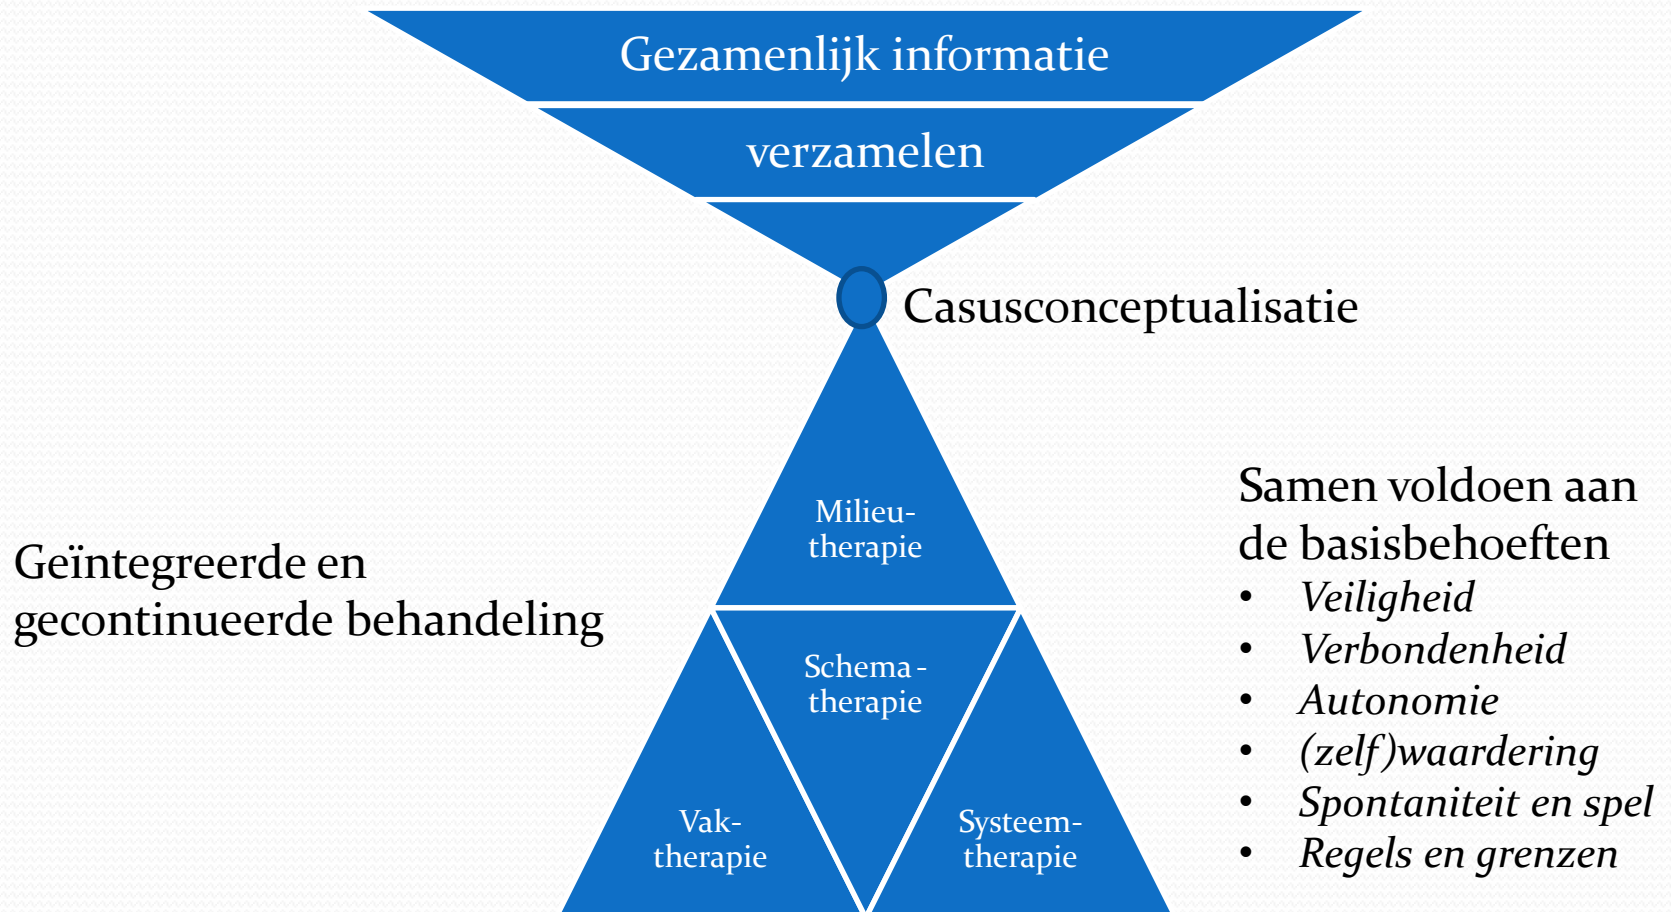 Gezamenlijk informatie
verzamelen
Casusconceptualisatie
Milieu-
therapie
Geïntegreerde en
gecontinueerde behandeling
Schema-
therapie
Vak-
therapie
Systeem-
therapie
Samen voldoen aan
de basisbehoeften
• Veiligheid
• Verbondenheid
• Autonomie
• (zelf)waardering
• Spontaniteit en spel
• Regels en grenzen